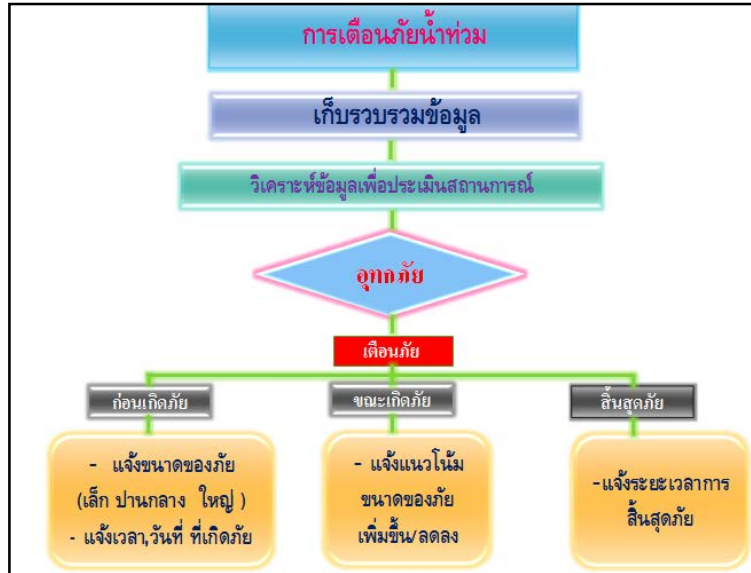 การเตือนภัยน้ำท่วม
เก็บรวบรวมข้อมูล
วิเคราะห์ข้อมูลเพื่อประเมินสถานการณ์
อุทกภัย
เตือนภัย
ก่อนเกิดภัย
ขณะเกิดภัย
สิ้นสุดภัย
- แจ้งขนาดของภัย
(เล็ก ปานกลาง ใหญ่ )
- แจ้งเวลา,วันที่ ที่เกิดภัย
- แจ้งแนวโน้ม
ขนาดของภัย
เพิ่มขึ้น/ลดลง
-แจ้งระยะเวลาการ
สิ้นสุดภัย